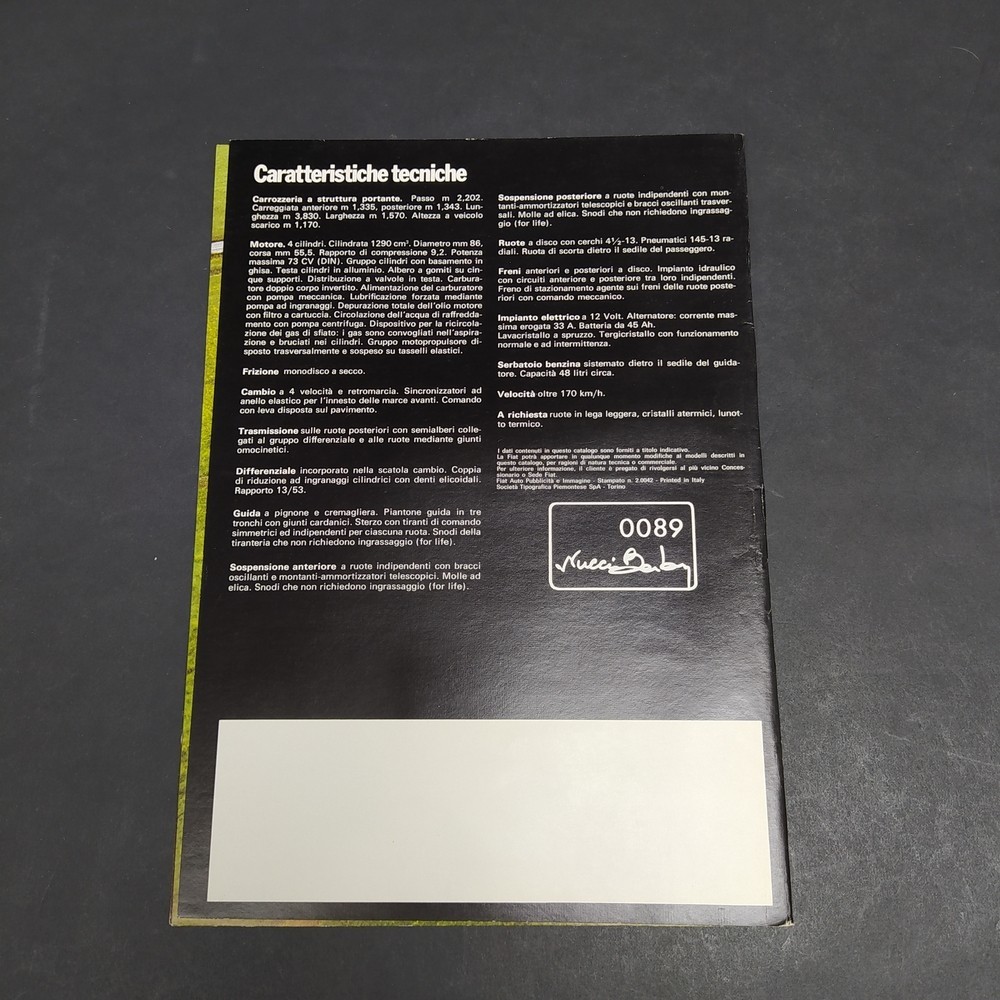 Caratteristiche tecniche
Carrozzeria a struttura portante. Passo m 2,202.
Carreggiata anteriore m 1,335, posteriore m 1,343. Lun-
ghezza m 3,830. Larghezza m 1,570. Altezza a veicolo
scarico m 1,170.
Motore. 4 cilindri. Cilindrata 1290 cm³. Diametro mm 86,
corsa mm 55,5. Rapporto di compressione 9,2. Potenza
massima 73 CV (DIN). Gruppo cilindri con basamento in
ghisa. Testa cilindri in alluminio. Albero a gomiti su cin-
que supporti. Distribuzione a valvole in testa. Carbura-
tore doppio corpo invertito. Alimentazione del carburatore
con pompa meccanica. Lubrificazione forzata mediante
pompa ad ingranaggi. Depurazione totale dell'olio motore
con filtro a cartuccia. Circolazione dell'acqua di raffredda-
mento con pompa centrifuga. Dispositivo per la ricircola-
zione dei gas di sfiato: i gas sono convogliati nell'aspira-
zione e bruciati nei cilindri. Gruppo motopropulsore di-
sposto trasversalmente e sospeso su tasselli elastici.
Frizione monodisco a secco.
Cambio a 4 velocità e retromarcia. Sincronizzatori ad
anello elastico per l'innesto delle marce avanti. Comando
con leva disposta sul pavimento.
Trasmissione sulle ruote posteriori con semialberi colle-
gati al gruppo differenziale e alle ruote mediante giunti
omocinetici.
Differenziale incorporato nella scatola cambio. Coppia
di riduzione ad ingranaggi cilindrici con denti elicoidali.
Rapporto 13/53.
Guida a pignone e cremagliera. Piantone guida in tre
tronchi con giunti cardanici. Sterzo con tiranti di comando
simmetrici ed indipendenti per ciascuna ruota. Snodi della
tiranteria che non richiedono ingrassaggio (for life).
Sospensione anteriore a ruote indipendenti con bracci
oscillanti e montanti-ammortizzatori telescopici. Molle ad
elica. Snodi che non richiedono ingrassaggio (for life).
Sospensione posteriore a ruote indipendenti con mon-
tanti-ammortizzatori telescopici e bracci oscillanti trasver-
sali. Molle ad elica. Snodi che non richiedono ingrassag-
gio (for life).
Ruote a disco con cerchi 4½-13. Pneumatici 145-13 ra-
diali. Ruota di scorta dietro il sedile del passeggero.
Freni anteriori e posteriori a disco. Impianto idraulico
con circuiti anteriore e posteriore tra loro indipendenti.
Freno di stazionamento agente sui freni delle ruote poste-
riori con comando meccanico.
Impianto elettrico a 12 Volt. Alternatore: corrente mas-
sima erogata 33 A. Batteria da 45 Ah.
Lavacristallo a spruzzo. Tergicristallo con funzionamento
normale e ad intermittenza.
Serbatoio benzina sistemato dietro il sedile del guida-
tore. Capacità 48 litri circa.
Velocità oltre 170 km/h.
A richiesta ruote in lega leggera, cristalli atermici, lunot-
to termico.
I dati contenuti in questo catalogo sono forniti a titolo indicativo.
La Fiat potrà apportare in qualunque momento modifiche ai modelli descritti in
questo catalogo, per ragioni di natura tecnica o commerciale.
Per ulteriore informazione, il cliente è pregato di rivolgersi al più vicino Conces-
sionario o Sede Fiat.
Fiat Auto Pubblicità e Immagine - Stampato n. 2.0042 - Printed in Italy
Società Tipografica Piemontese SpA - Torino
0089